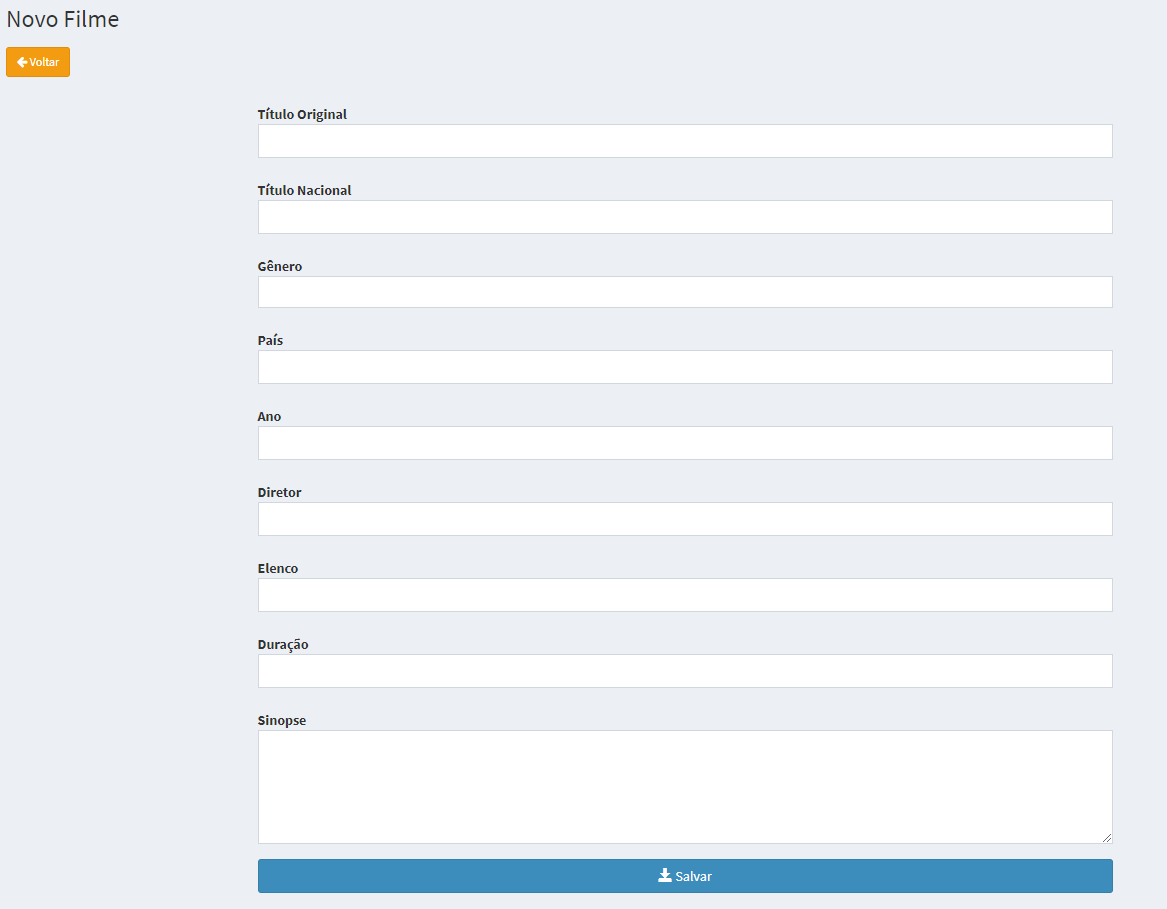 Novo Filme
Voltar
Título Original
Título Nacional
Gênero
País
Ano
Diretor
Elenco
Duração
Sinopse
Salvar